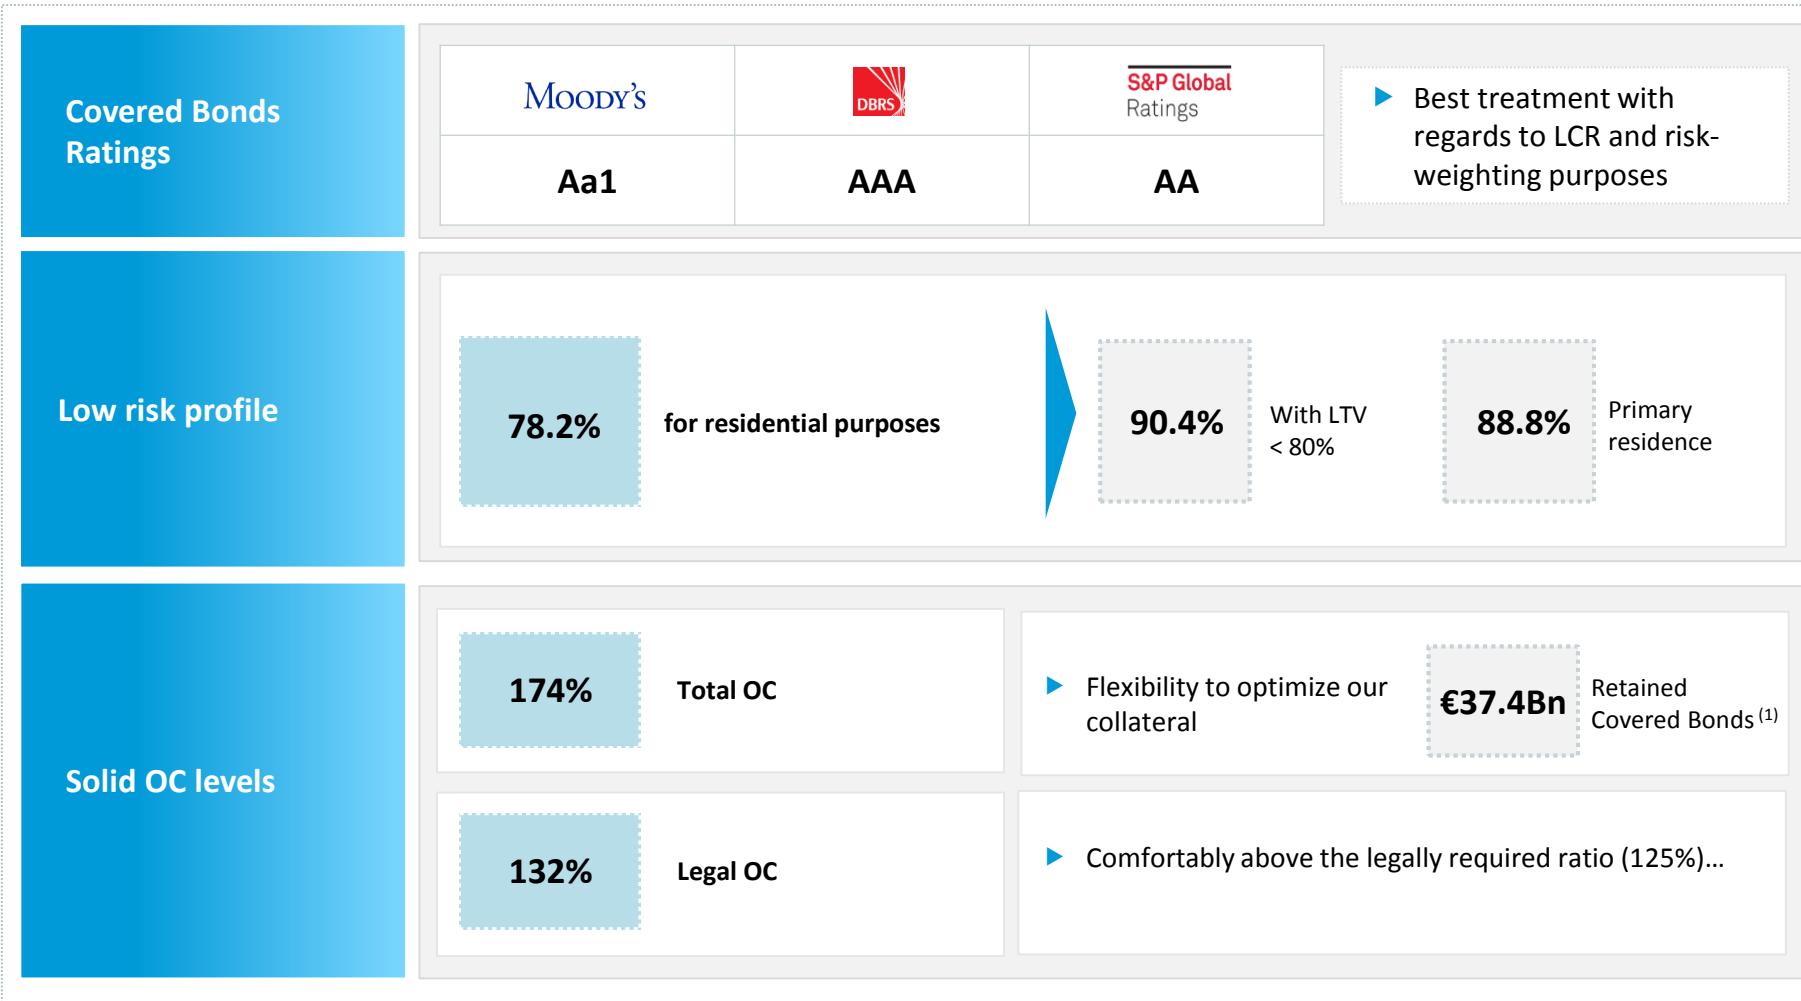 Covered Bonds
Ratings
MOODY'S
DBRS
S&P Global
Ratings
Aa1
AAA
AA
Best treatment with
regards to LCR and risk-
weighting purposes
Low risk profile
78.2%
for residential purposes
90.4%
With LTV
< 80%
88.8%
Primary
residence
Solid OC levels
174%
Total OC
Flexibility to optimize our
collateral
€37.4Bn
Retained
Covered Bonds (1)
132%
Legal OC
Comfortably above the legally required ratio (125%)…